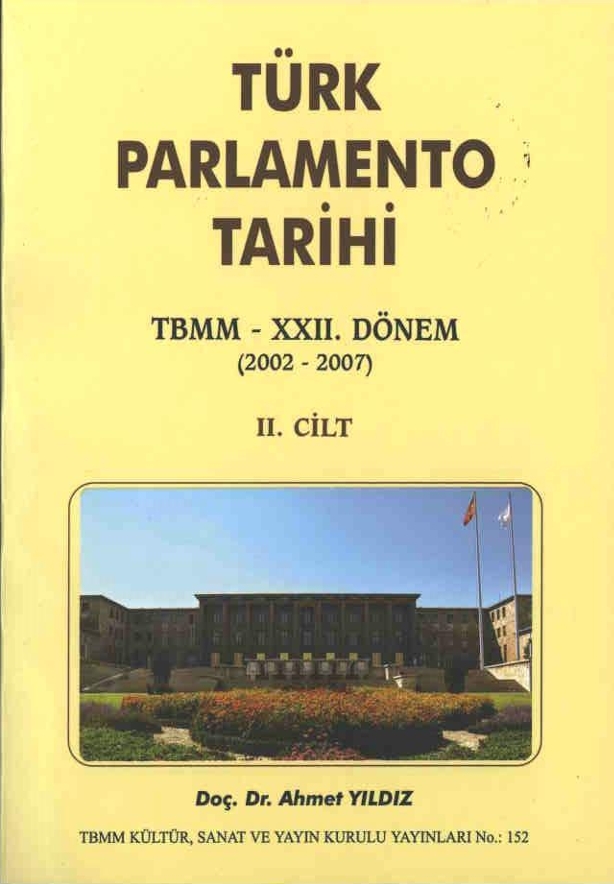 TÜRK
PARLAMENTO
TARİHİ
TBMM - XXII. DÖNEM
(2002 - 2007)
II. CİLT
Doç. Dr. Ahmet YILDIZ
TBMM KÜLTÜR, SANAT VE YAYIN KURULU YAYINLARI No.: 152